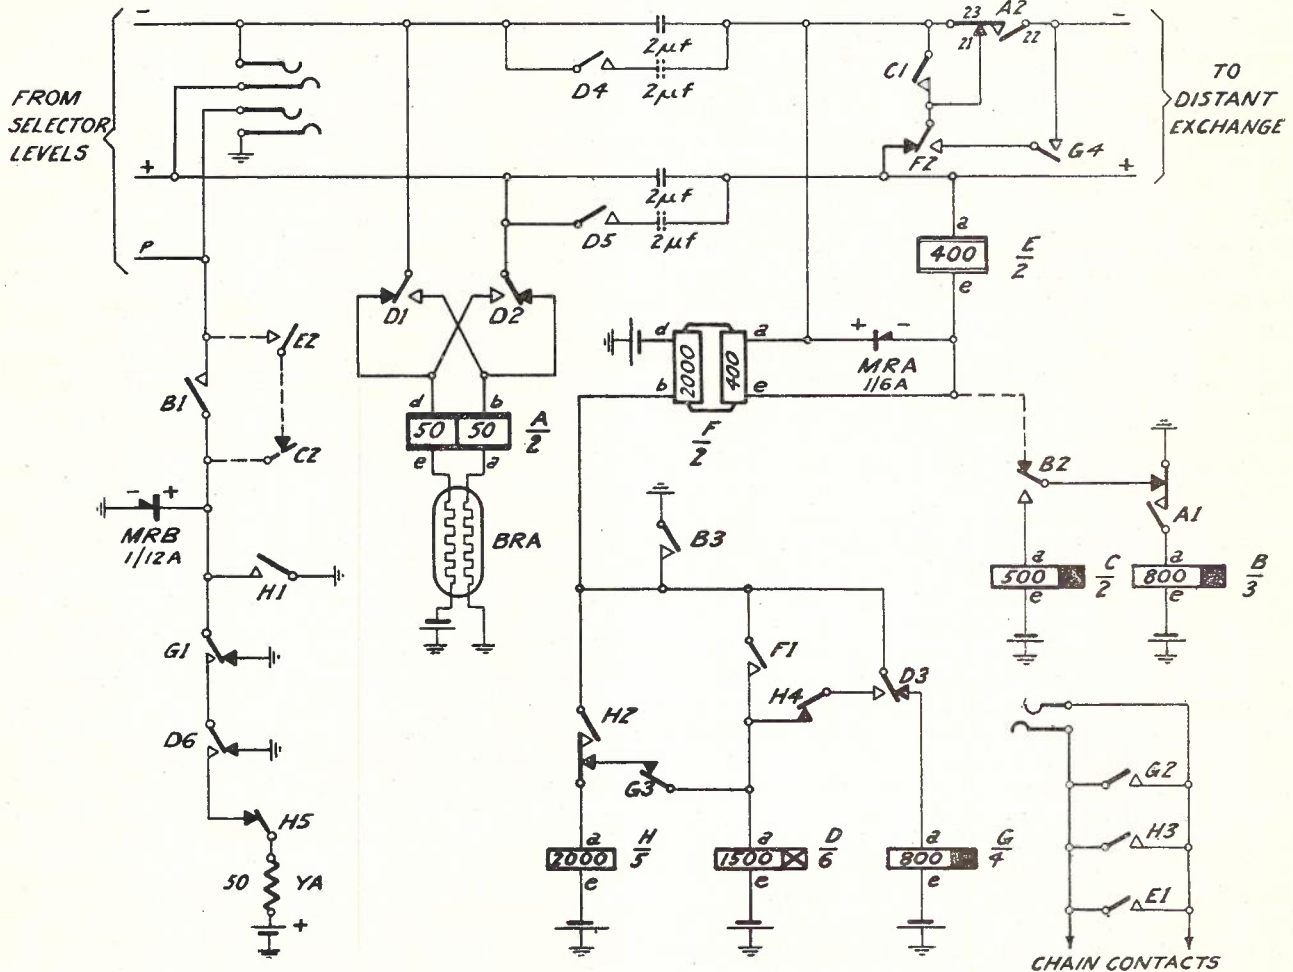 -
23
A2
-
21
22
2µf
D4
2µf
C1
FROM
SELECTOR
LEVELS
TO
DISTANT
EXCHANGE
F2
G4
+
+
2µf
D5
2µf
P
a
400
E
2
e
D1
D2
E2
d
a
+
-
2000
400
MRA
1/6A
b
e
B1
d
b
50
50
A
2
F
2
C2
e
a
B2
-
+
MRB
1/12A
BRA
B3
A1
a
500
C
2
a
800
B
3
e
e
H1
G1
F1
D3
H4
H2
D6
G3
G2
H5
H3
a
2000
H
5
a
1500
D
6
a
800
G
4
e
e
e
50
YA
E1
+
CHAIN CONTACTS